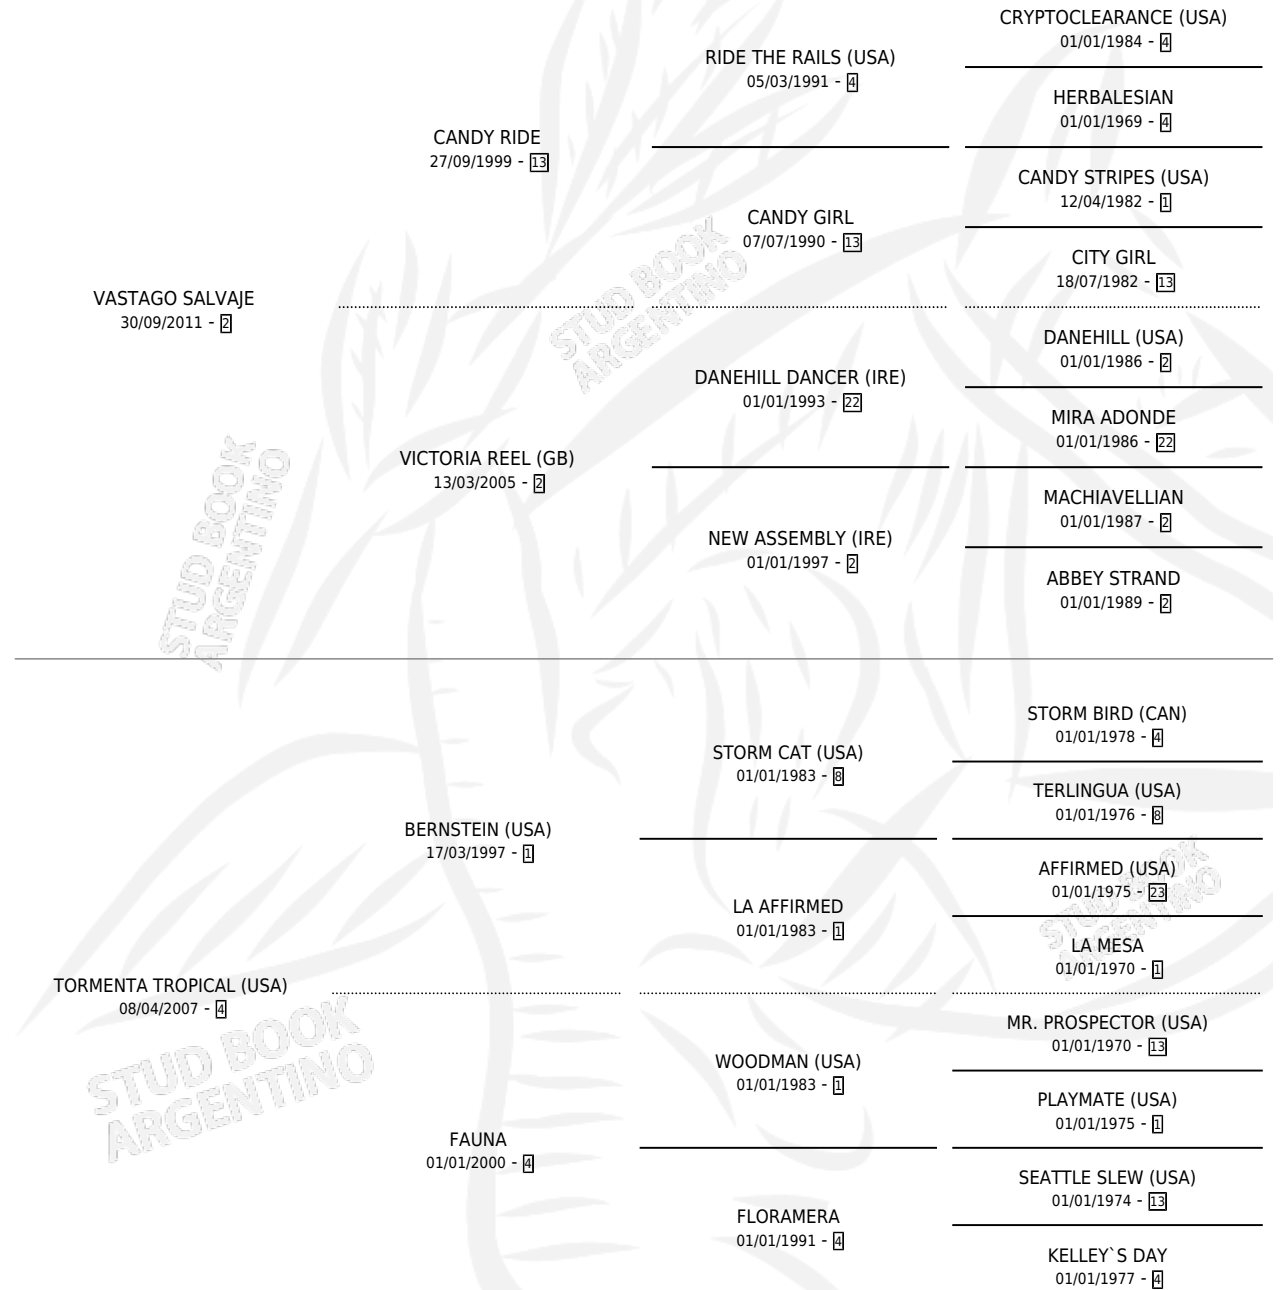 CRYPTOCLEARANCE (USA)
01/01/1984 - 4
RIDE THE RAILS (USA)
05/03/1991 - 4
HERBALESIAN
01/01/1969 - 4
CANDY RIDE
27/09/1999 - 13
CANDY STRIPES (USA)
12/04/1982 - 1
CANDY GIRL
07/07/1990 - 13
CITY GIRL
18/07/1982 - 13
VASTAGO SALVAJE
30/09/2011 - 2
DANEHILL (USA)
01/01/1986 - 2
DANEHILL DANCER (IRE)
01/01/1993 - 22
MIRA ADONDE
01/01/1986 - 22
VICTORIA REEL (GB)
13/03/2005 - 2
MACHIAVELLIAN
01/01/1987 - 2
NEW ASSEMBLY (IRE)
01/01/1997 - 2
ABBEY STRAND
01/01/1989 - 2
STUD BOOK
ARGENTINO
STUD BOOK
ARGENTINO
STORM BIRD (CAN)
01/01/1978 - 4
STORM CAT (USA)
01/01/1983 - 8
TERLINGUA (USA)
01/01/1976 - 8
BERNSTEIN (USA)
17/03/1997 - 1
AFFIRMED (USA)
01/01/1975 - 23
LA AFFIRMED
01/01/1983 - 1
LA MESA
01/01/1970 - 1
TORMENTA TROPICAL (USA)
08/04/2007 - 4
MR. PROSPECTOR (USA)
01/01/1970 - 13
WOODMAN (USA)
01/01/1983 - 1
PLAYMATE (USA)
01/01/1975 - 1
FAUNA
01/01/2000 - 4
SEATTLE SLEW (USA)
01/01/1974 - 13
FLORAMERA
01/01/1991 - 4
KELLEY`S DAY
01/01/1977 - 4
STUD BOOK
ARGENTINO
STUD BOOK
ARGENTINO